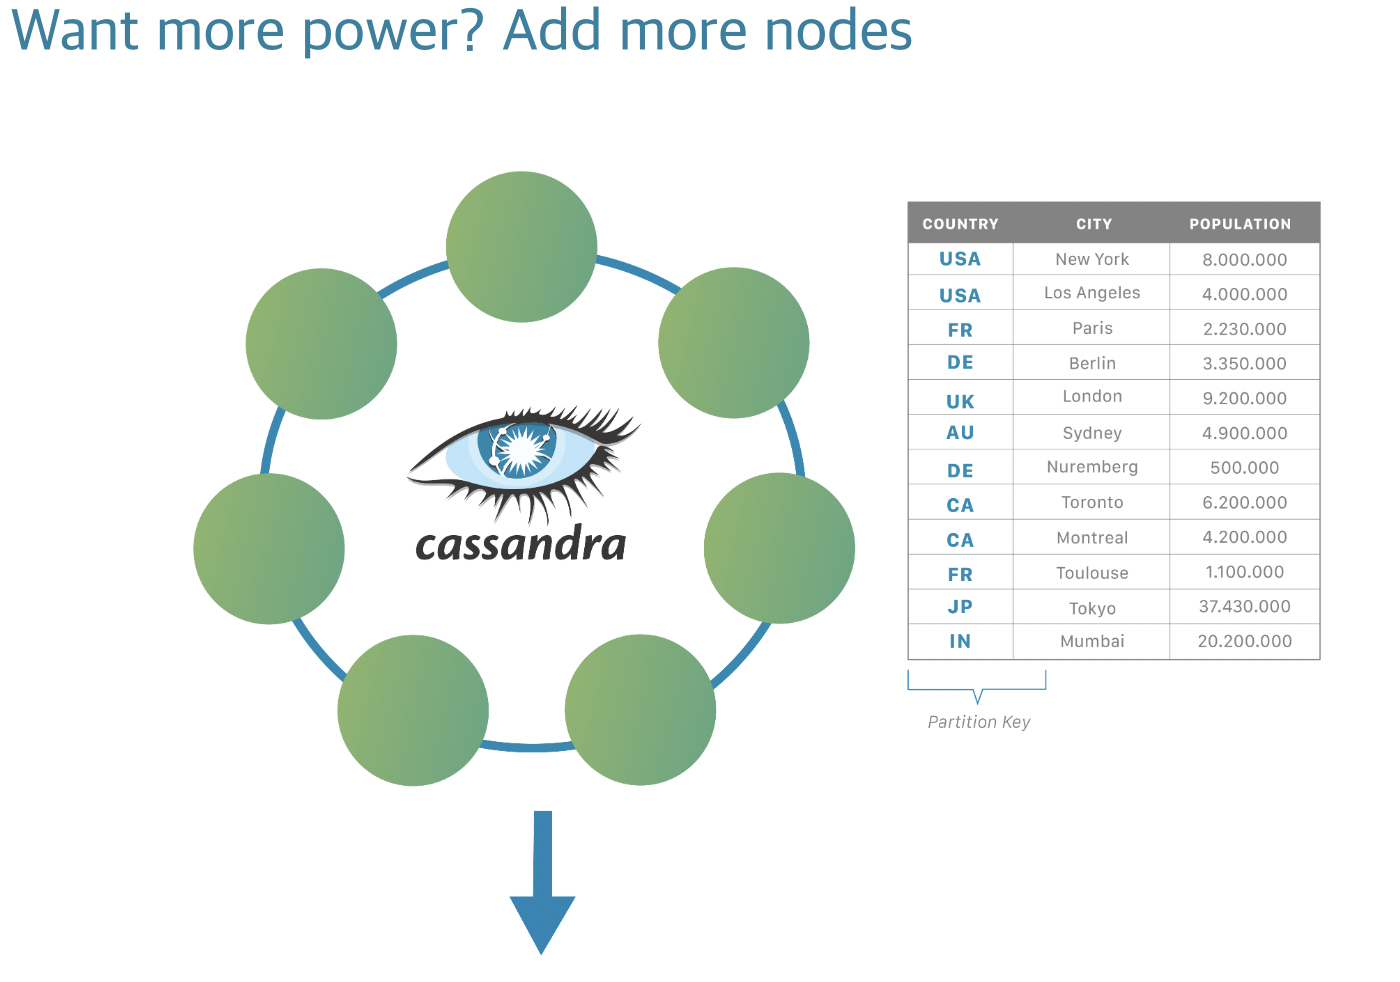 Want more power? Add more nodes
cassandra
COUNTRY CITY POPULATION
USA New York 8.000.000
USA Los Angeles 4.000.000
FR Paris 2.230.000
DE Berlin 3.350.000
UK London 9.200.000
AU Sydney 4.900.000
DE Nuremberg 500.000
CA Toronto 6.200.000
CA Montreal 4.200.000
FR Toulouse 1.100.000
JP Tokyo 37.430.000
IN Mumbai 20.200.000
Partition Key